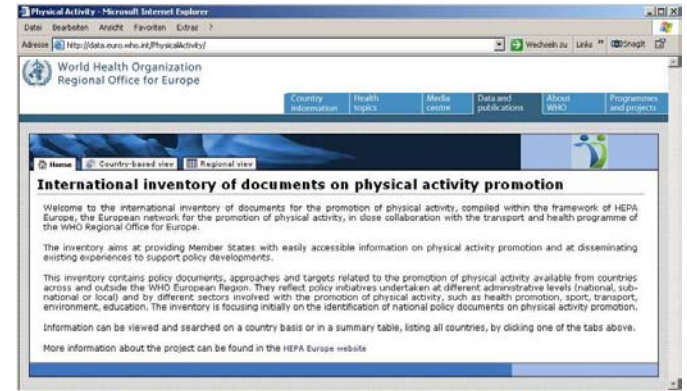 Physical Activity - Microsoft Internet Explorer
Datei Bearbeiten Ansicht Favoriten Extras ?
Adresse http://data.euro.who.int/PhysicalActivity/ Wechseln zu Links » SnagIt
World Health Organization
Regional Office for Europe
Country information Health topics Media centre Data and publications About WHO Programmes and projects
Home Country-based view Regional view
International inventory of documents on physical activity promotion
Welcome to the international inventory of documents for the promotion of physical activity, compiled within the framework of HEPA
Europe, the European network for the promotion of physical activity, in close collaboration with the transport and health programme of
the WHO Regional Office for Europe.
The inventory aims at providing Member States with easily accessible information on physical activity promotion and at disseminating
existing experiences to support policy developments.
This inventory contains policy documents, approaches and targets related to the promotion of physical activity available from countries
across and outside the WHO European Region. They reflect policy initiatives undertaken at different administrative levels (national, sub-
national or local) and by different sectors involved with the promotion of physical activity, such as health promotion, sport, transport,
environment, education. The inventory is focusing initially on the identification of national policy documents on physical activity promotion.
Information can be viewed and searched on a country basis or in a summary table, listing all countries, by clicking one of the tabs above.
More information about the project can be found in the HEPA Europe website